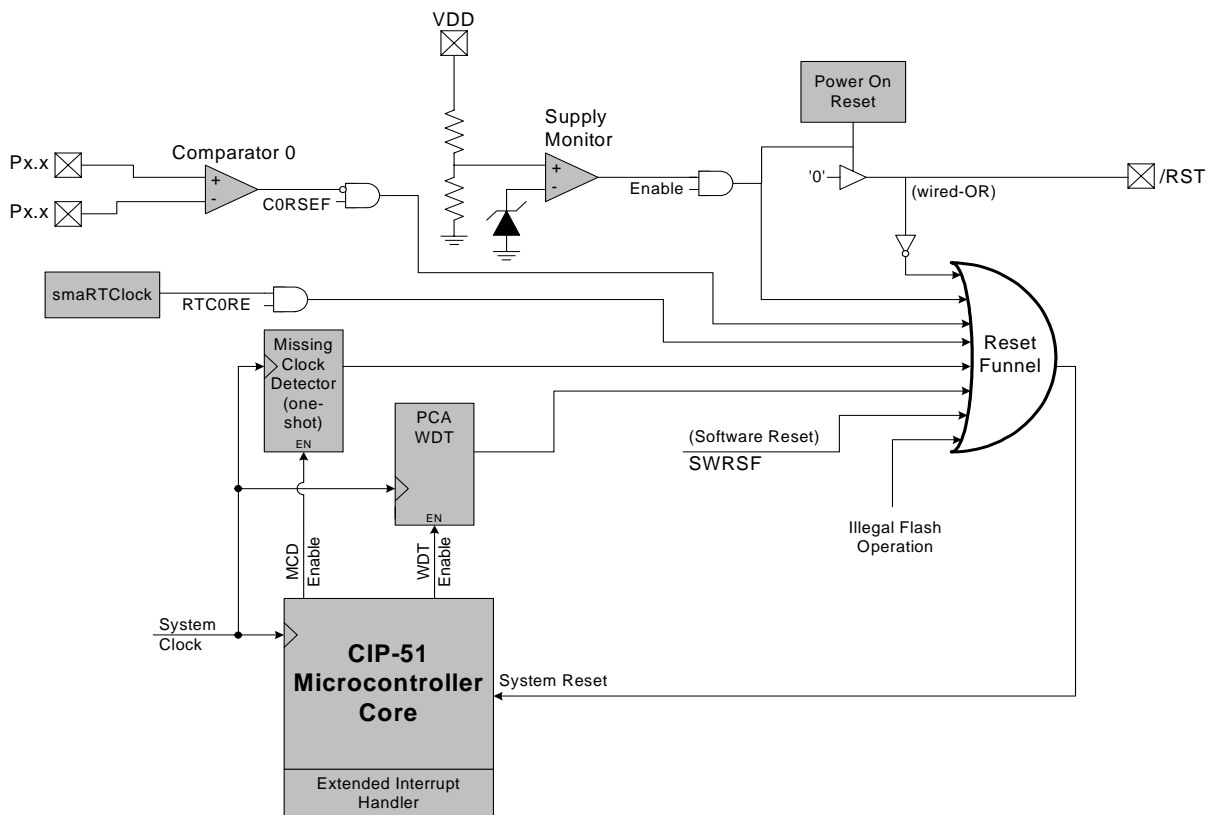 VDD
Power On
Reset
Supply
Monitor
Comparator 0
Px.x
+
-
Px.x
C0RSEF
+
-
Enable
'0'
/RST
(wired-OR)
smaRTClock
RTC0RE
Missing
Clock
Detector
(one-
shot)
EN
Reset
Funnel
PCA
WDT
EN
(Software Reset)
SWRSF
Illegal Flash
Operation
MCD
Enable
WDT
Enable
System
Clock
CIP-51
Microcontroller
Core
System Reset
Extended Interrupt
Handler